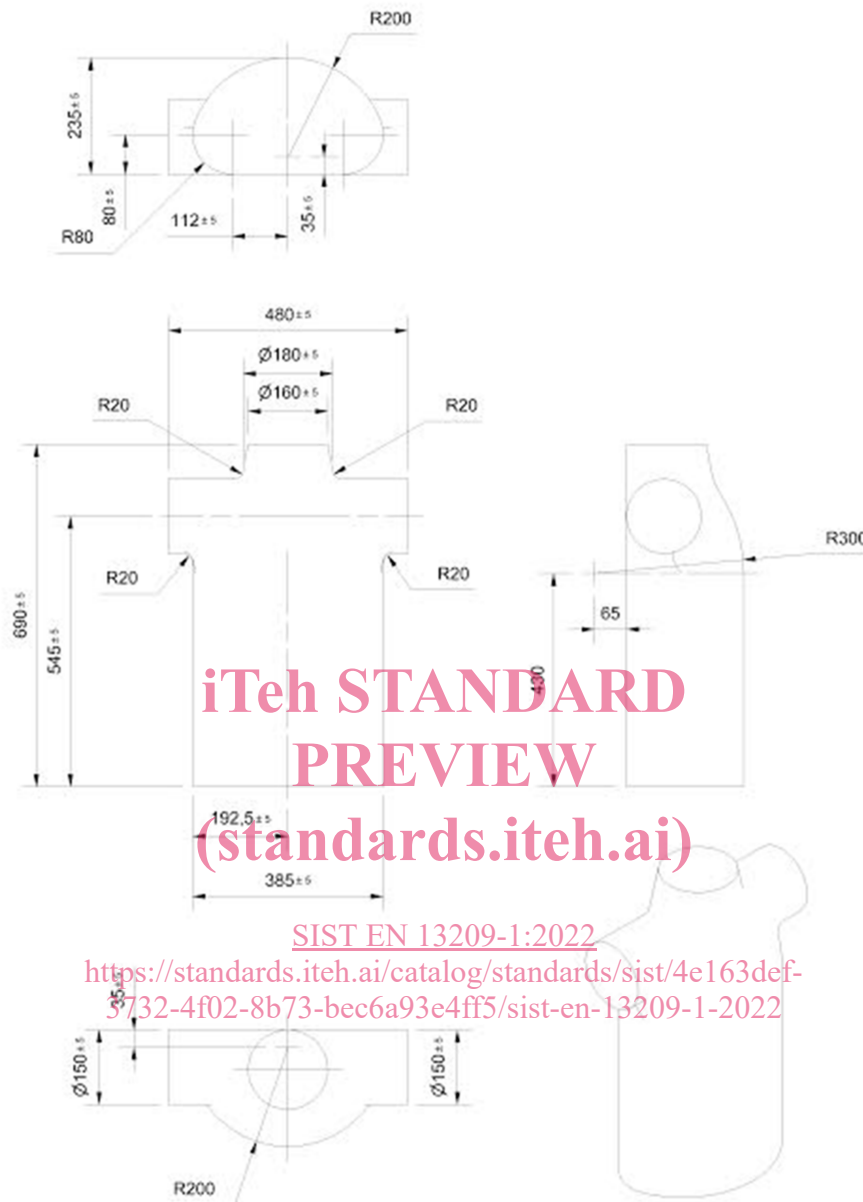 R200
235±5
80±5
35±5
112±5
R80
480±5
Ø180±5
Ø160±5
R20
R20
R300
R20
R20
65
690±5
545±5
430
iTeh STANDARD
PREVIEW
(standards.iteh.ai)
192,5±5
385±5
SIST EN 13209-1:2022
https://standards.iteh.ai/catalog/standards/sist/4e163def-
3732-4f02-8b73-bec6a93e4ff5/sist-en-13209-1-2022
35±5
Ø150±5
Ø150±5
R200